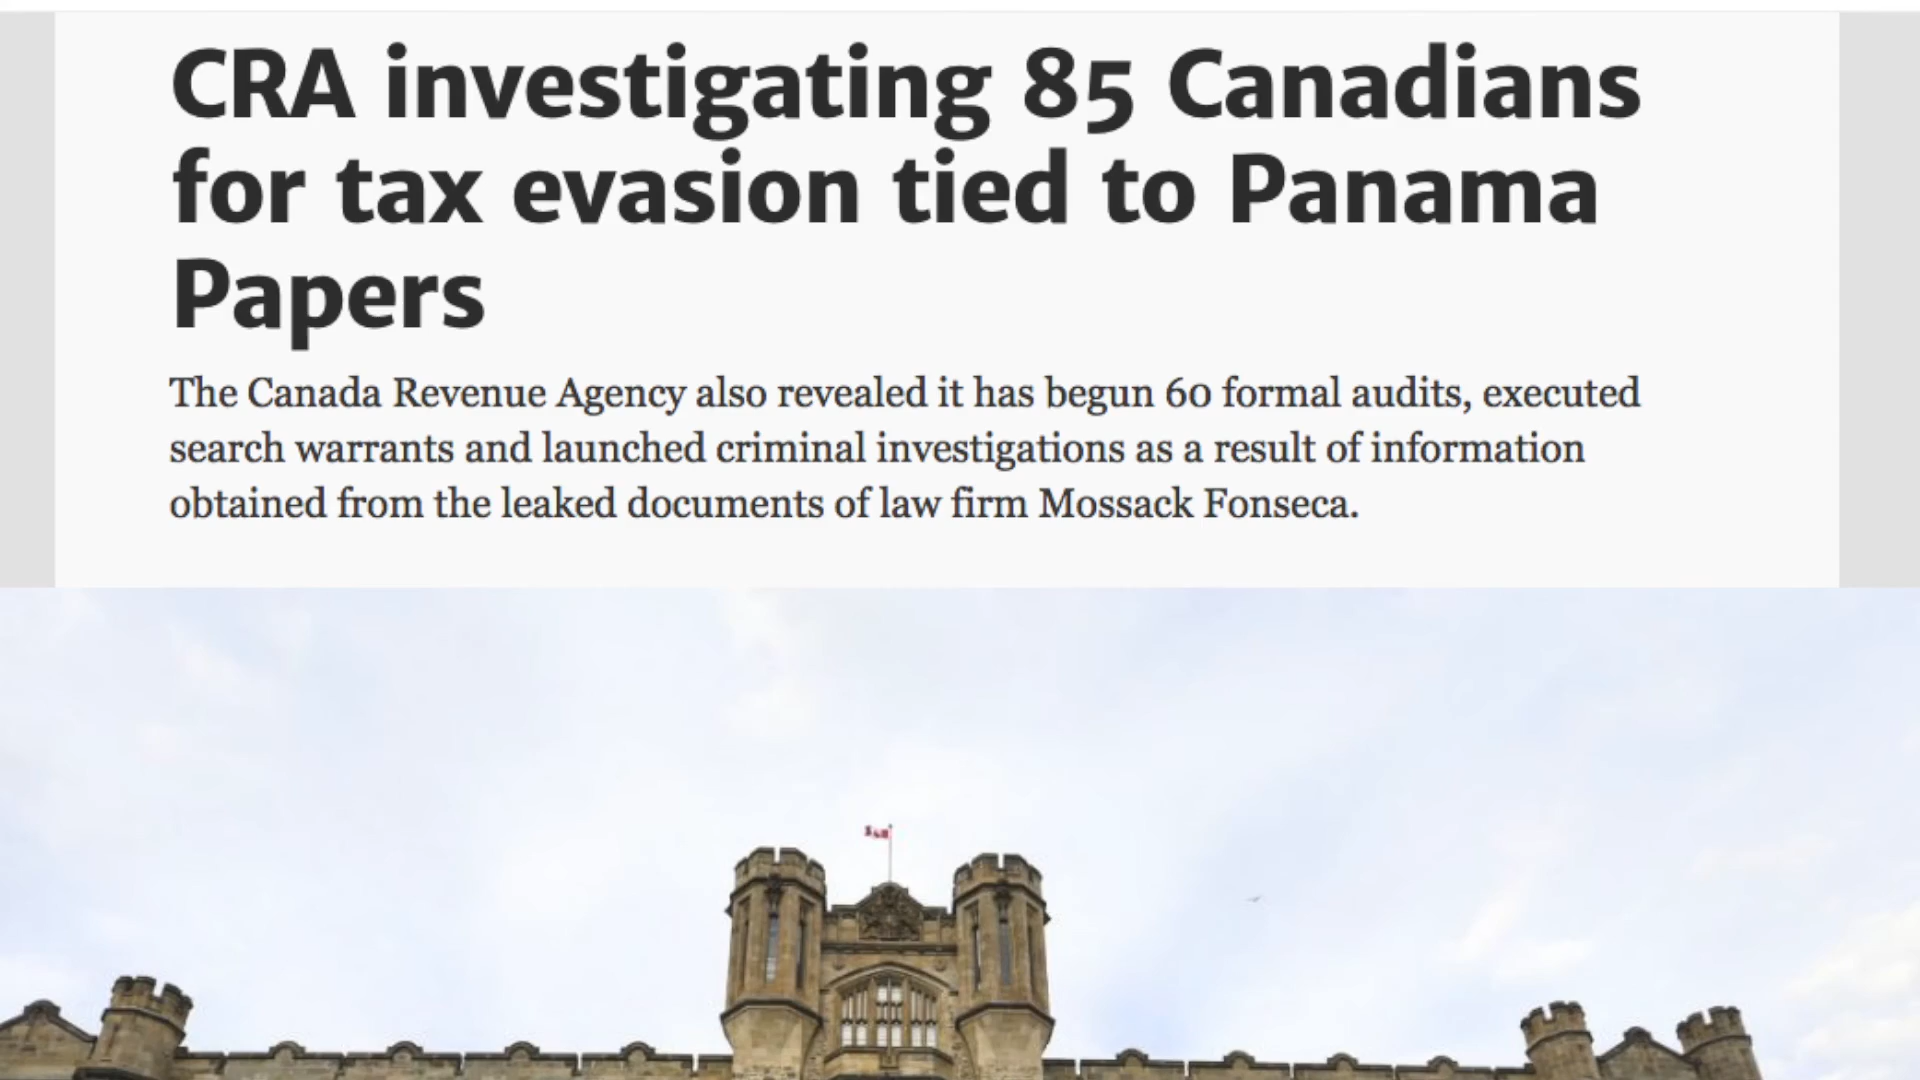 CRA investigating 85 Canadians
for tax evasion tied to Panama
Papers
The Canada Revenue Agency also revealed it has begun 60 formal audits, executed
search warrants and launched criminal investigations as a result of information
obtained from the leaked documents of law firm Mossack Fonseca.